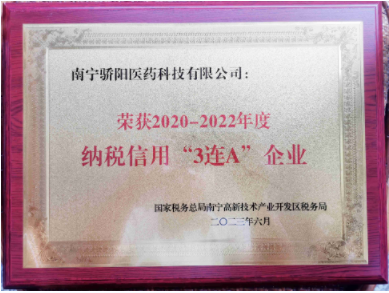 南宁骄阳医药科技有限公司：
荣获2020-2022年度
纳税信用“3连A”企业
国家税务总局南宁高新技术产业开发区税务局
二〇二三年六月